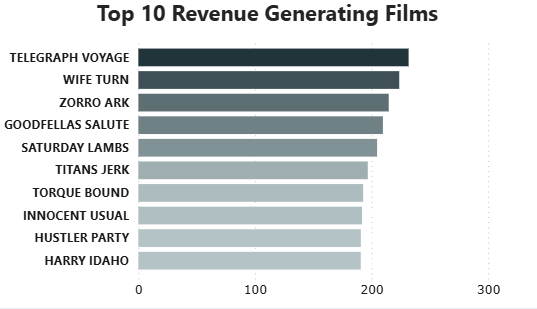 Top 10 Revenue Generating Films
TELEGRAPH VOYAGE
WIFE TURN
ZORRO ARK
GOODFELLAS SALUTE
SATURDAY LAMBS
TITANS JERK
TORQUE BOUND
INNOCENT USUAL
HUSTLER PARTY
HARRY IDAHO
0 100 200 300